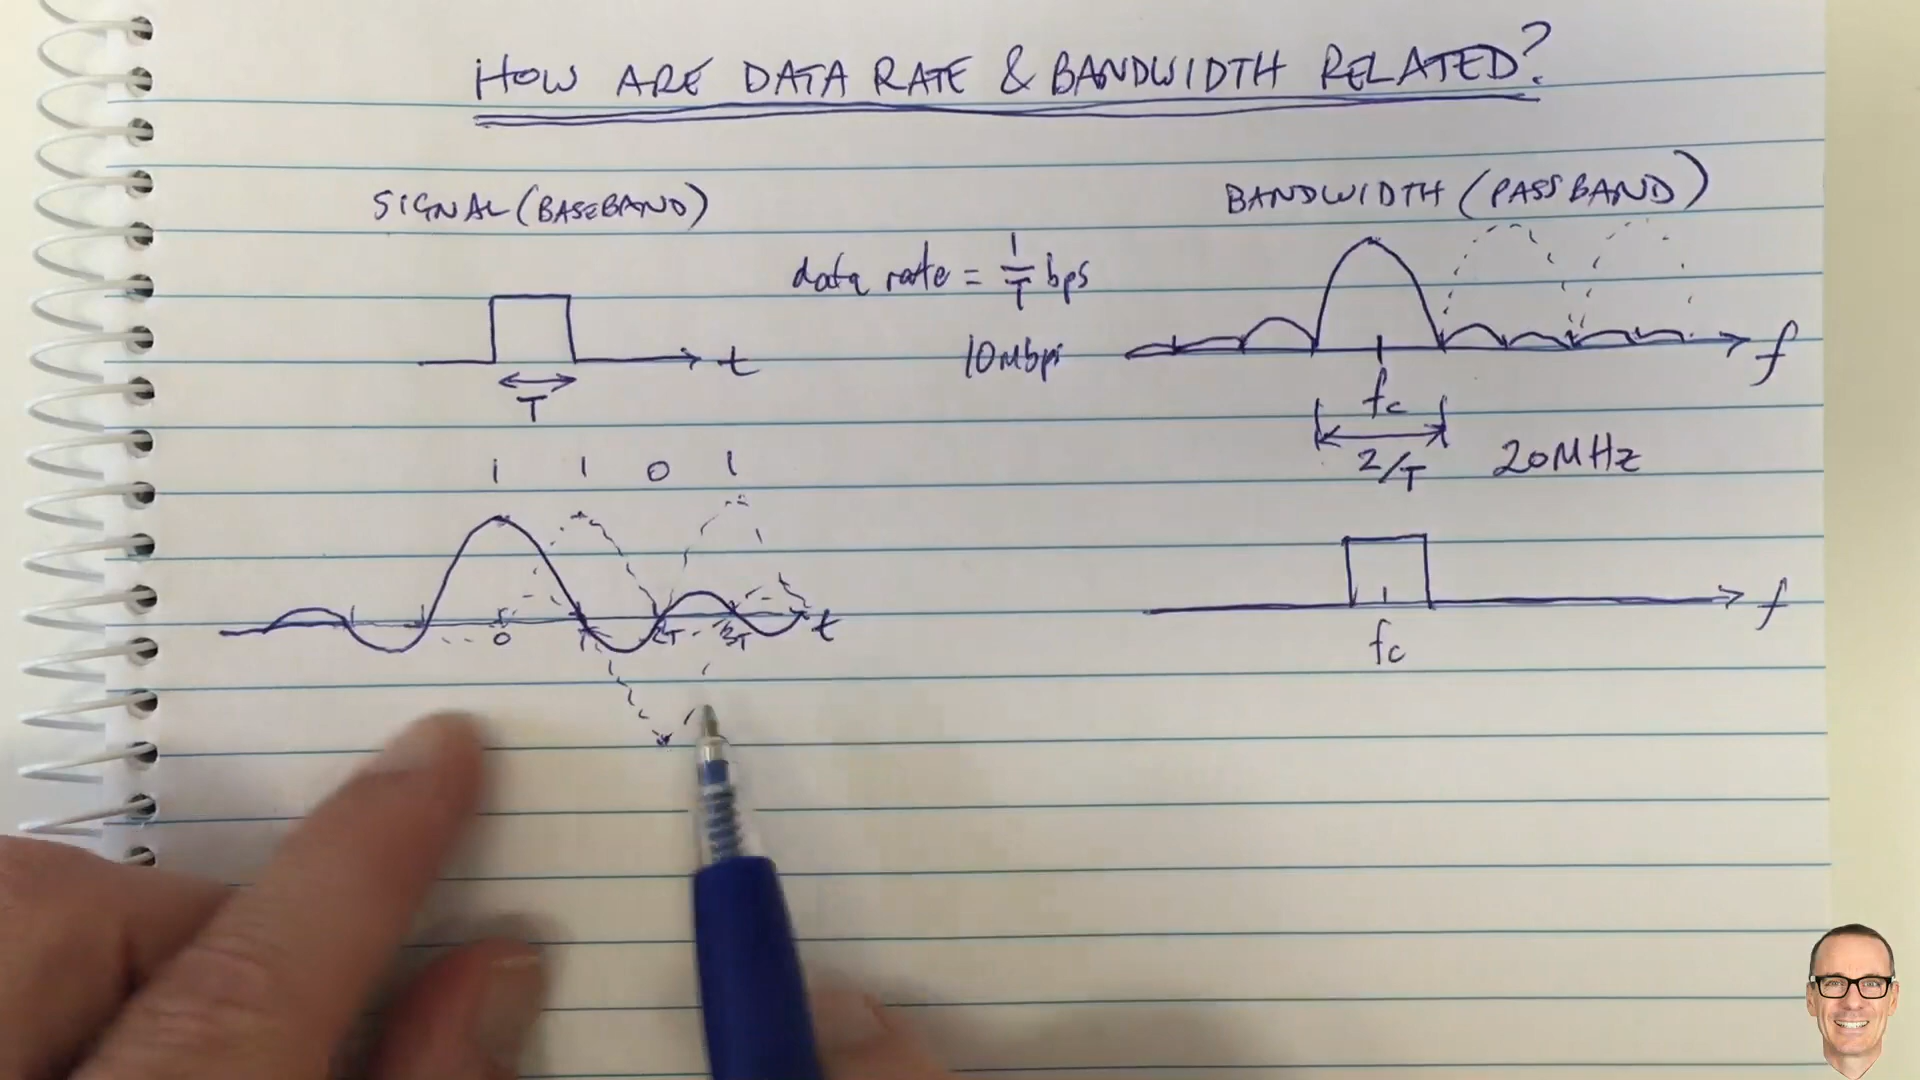 HOW ARE DATA RATE & BANDWIDTH RELATED?
SIGNAL (BASEBAND)
BANDWIDTH (PASSBAND)
data rate = 1/T bps
10Mbps
t
T
f
fc
2/T
20MHz
1 1 0 1
0 T 2T 3T t
f
fc